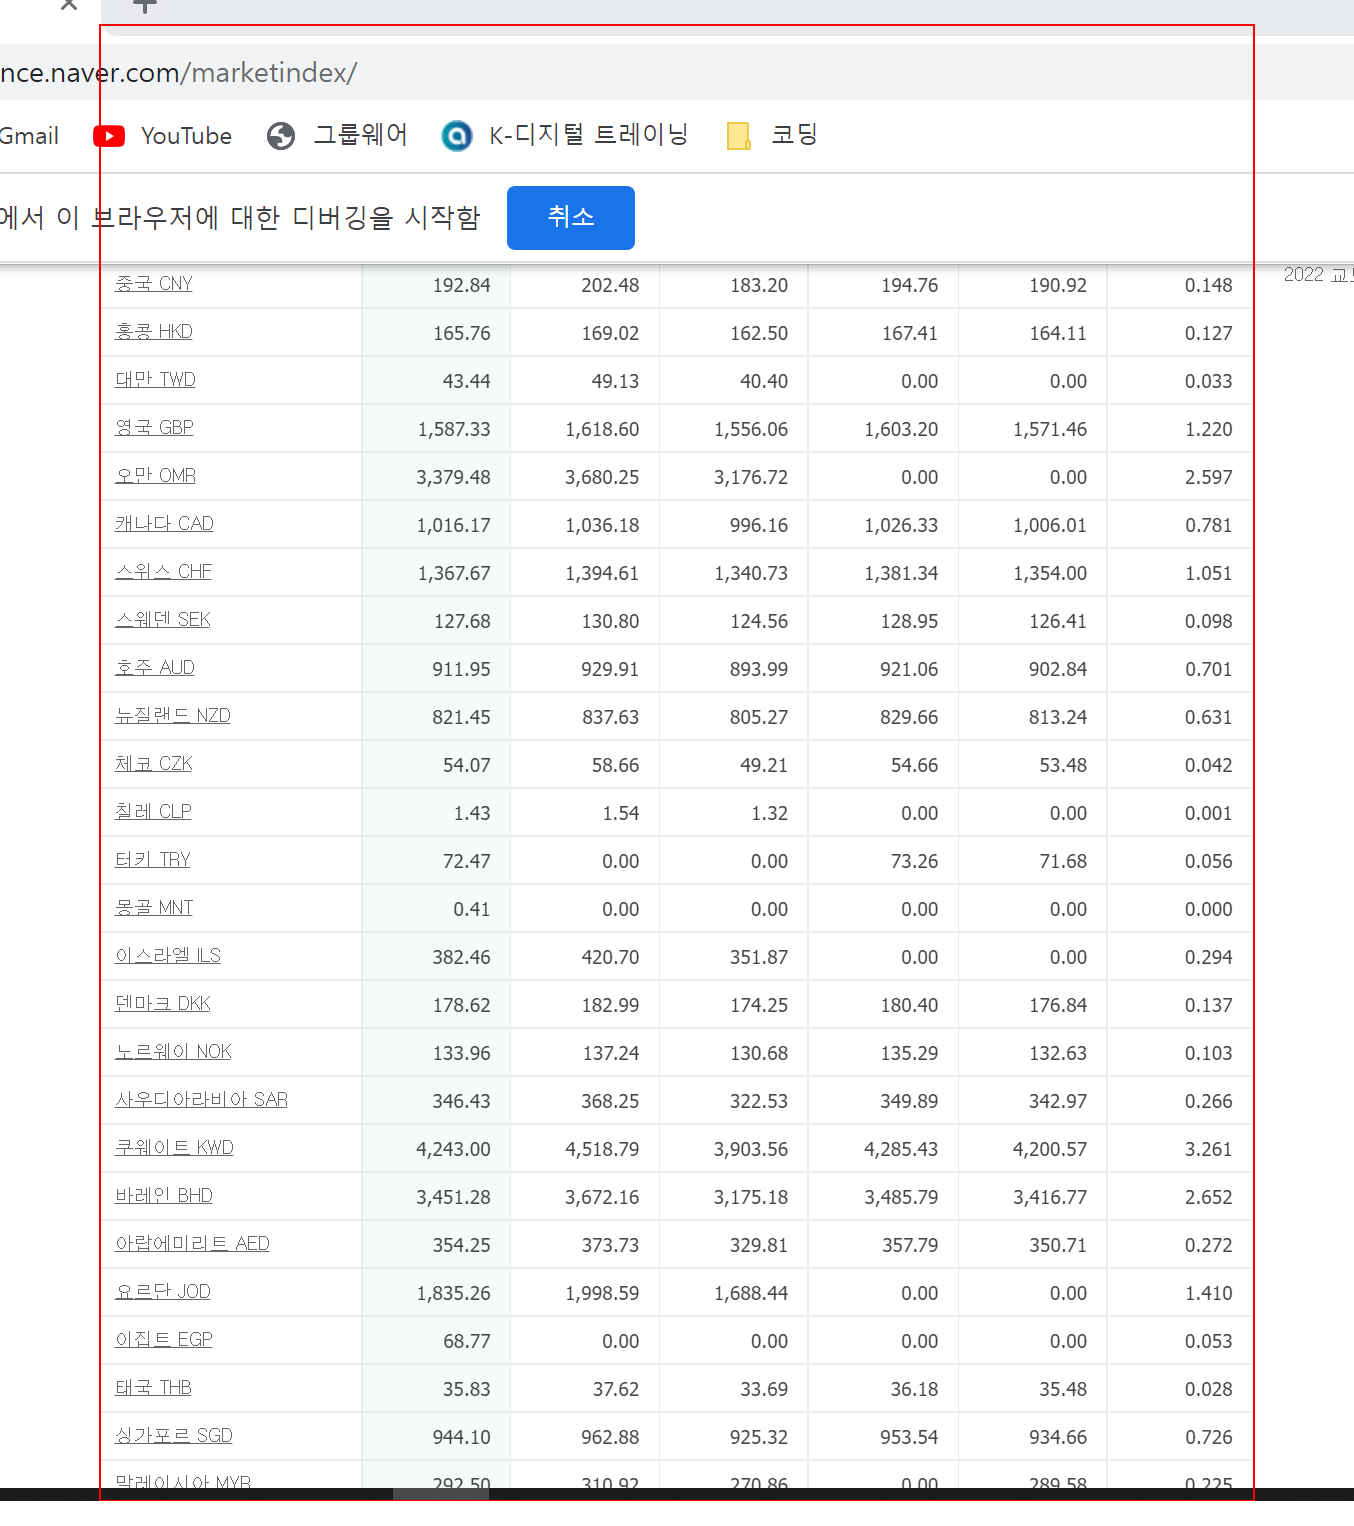 nce.naver.com/marketindex/
Gmail YouTube 그룹웨어 K-디지털 트레이닝 코딩
에서 이 브라우저에 대한 디버깅을 시작함 취소
2022 교
중국 CNY 192.84 202.48 183.20 194.76 190.92 0.148
홍콩 HKD 165.76 169.02 162.50 167.41 164.11 0.127
대만 TWD 43.44 49.13 40.40 0.00 0.00 0.033
영국 GBP 1,587.33 1,618.60 1,556.06 1,603.20 1,571.46 1.220
오만 OMR 3,379.48 3,680.25 3,176.72 0.00 0.00 2.597
캐나다 CAD 1,016.17 1,036.18 996.16 1,026.33 1,006.01 0.781
스위스 CHF 1,367.67 1,394.61 1,340.73 1,381.34 1,354.00 1.051
스웨덴 SEK 127.68 130.80 124.56 128.95 126.41 0.098
호주 AUD 911.95 929.91 893.99 921.06 902.84 0.701
뉴질랜드 NZD 821.45 837.63 805.27 829.66 813.24 0.631
체코 CZK 54.07 58.66 49.21 54.66 53.48 0.042
칠레 CLP 1.43 1.54 1.32 0.00 0.00 0.001
터키 TRY 72.47 0.00 0.00 73.26 71.68 0.056
몽골 MNT 0.41 0.00 0.00 0.00 0.00 0.000
이스라엘 ILS 382.46 420.70 351.87 0.00 0.00 0.294
덴마크 DKK 178.62 182.99 174.25 180.40 176.84 0.137
노르웨이 NOK 133.96 137.24 130.68 135.29 132.63 0.103
사우디아라비아 SAR 346.43 368.25 322.53 349.89 342.97 0.266
쿠웨이트 KWD 4,243.00 4,518.79 3,903.56 4,285.43 4,200.57 3.261
바레인 BHD 3,451.28 3,672.16 3,175.18 3,485.79 3,416.77 2.652
아랍에미리트 AED 354.25 373.73 329.81 357.79 350.71 0.272
요르단 JOD 1,835.26 1,998.59 1,688.44 0.00 0.00 1.410
이집트 EGP 68.77 0.00 0.00 0.00 0.00 0.053
태국 THB 35.83 37.62 33.69 36.18 35.48 0.028
싱가포르 SGD 944.10 962.88 925.32 953.54 934.66 0.726
말레이시아 MYR 292.50 310.92 270.86 0.00 289.58 0.225